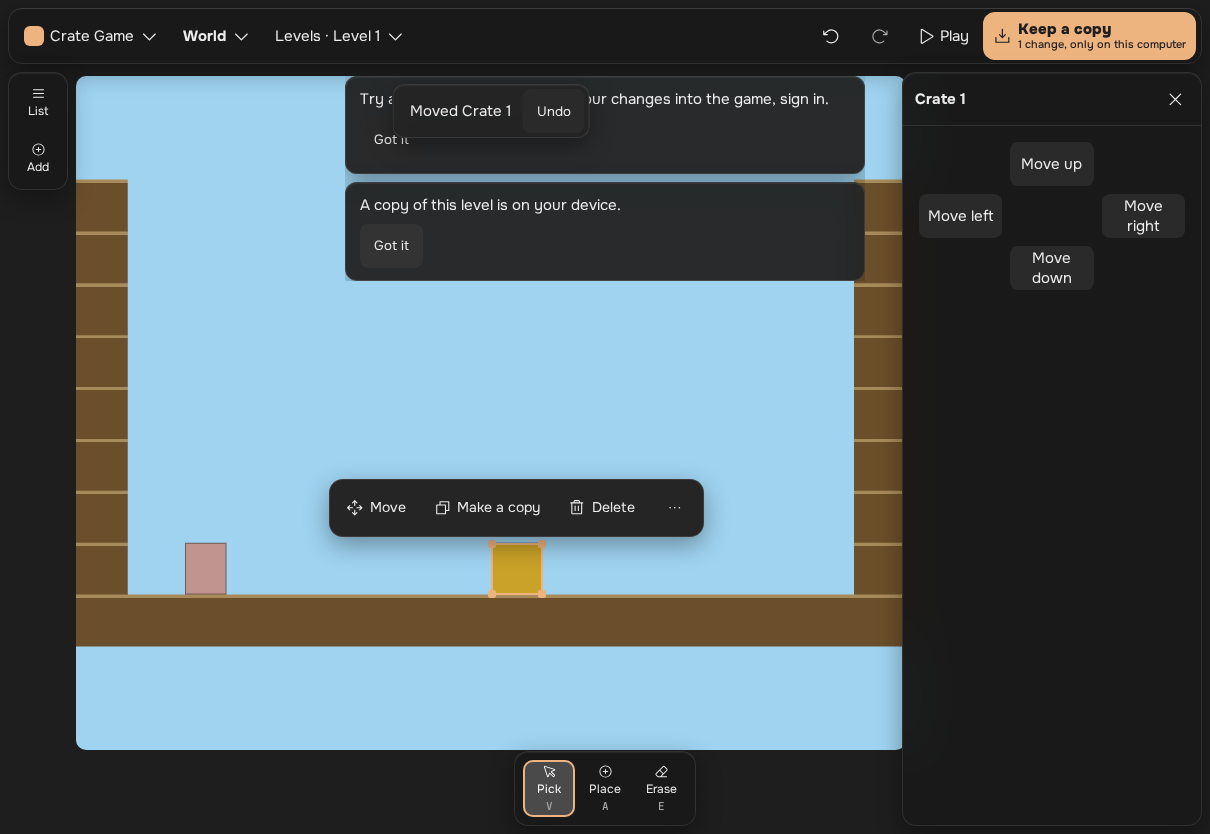 Crate Game
World
Levels · Level 1
Play
Keep a copy
1 change, only on this computer
List
Add
Try a
our changes into the game, sign in.
Moved Crate 1
Undo
Got it
A copy of this level is on your device.
Got it
Crate 1
Move up
Move left
Move
right
Move
down
Move
Make a copy
Delete
...
Pick
V
Place
A
Erase
E